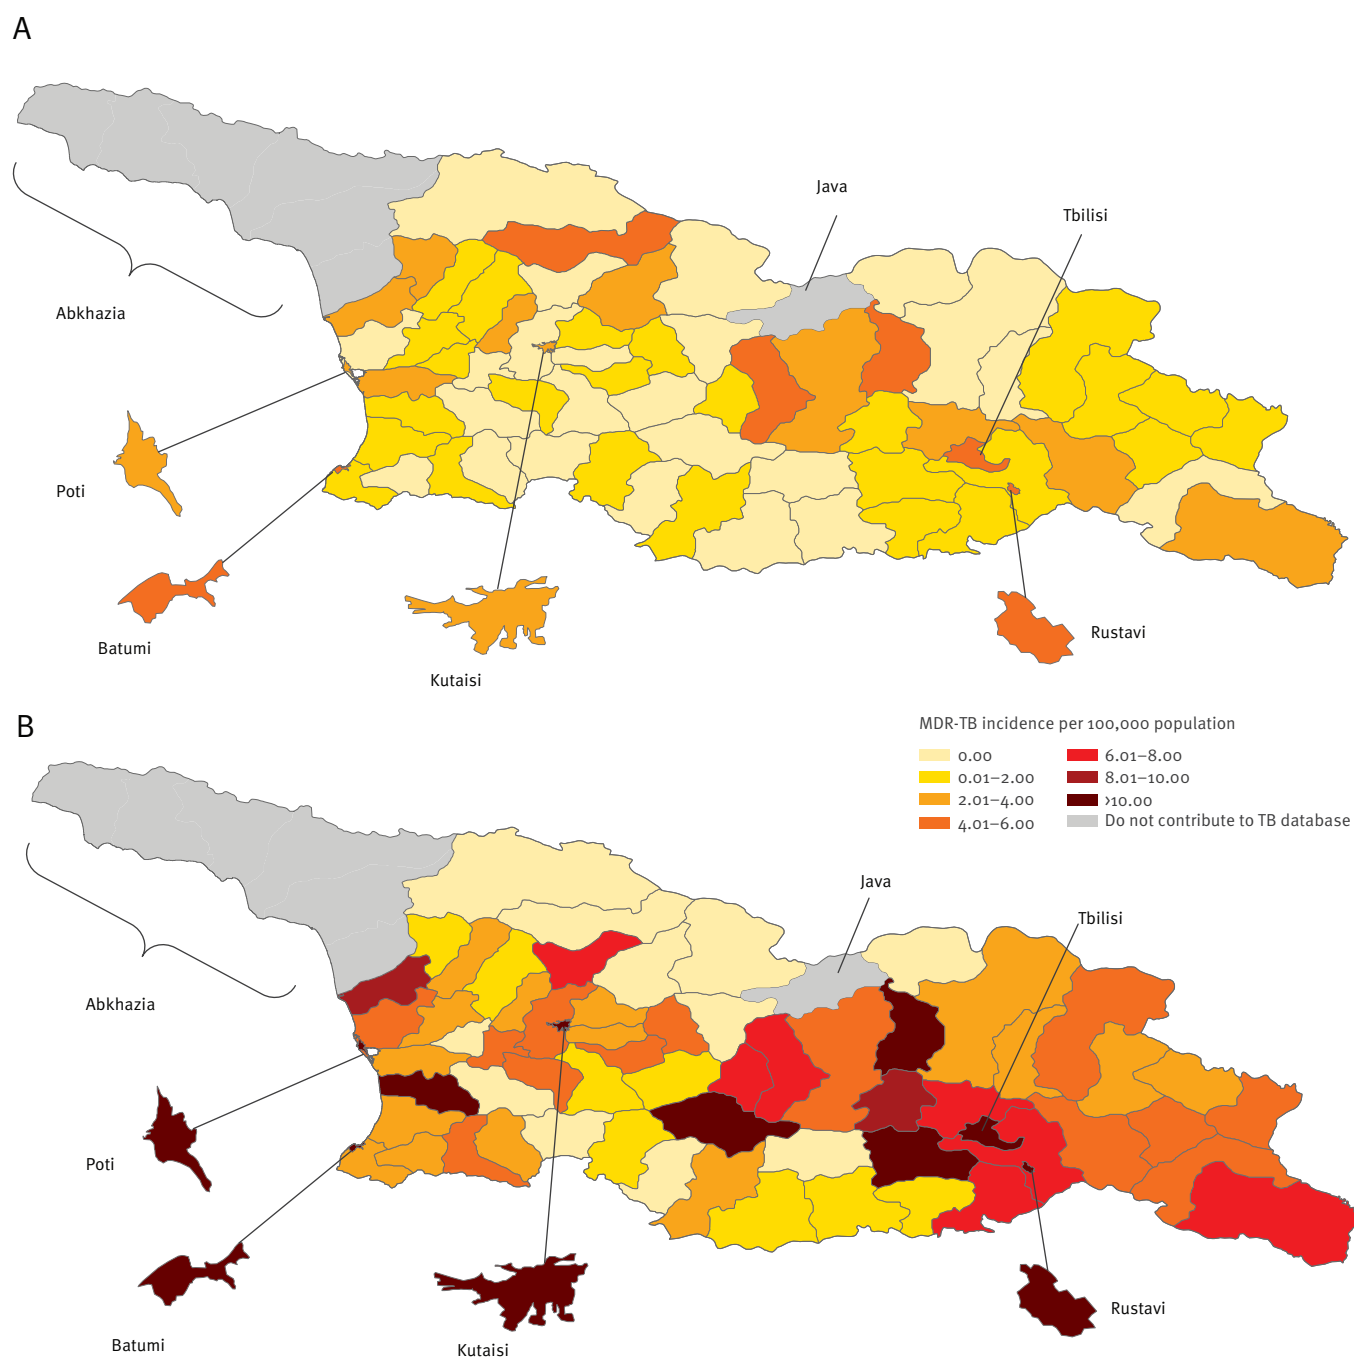 A
Java
Tbilisi
Abkhazia
Poti
Batumi
Kutaisi
Rustavi
B
MDR-TB incidence per 100,000 population
0.00
0.01–2.00
2.01–4.00
4.01–6.00
6.01–8.00
8.01–10.00
>10.00
Do not contribute to TB database
Java
Tbilisi
Abkhazia
Poti
Batumi
Kutaisi
Rustavi